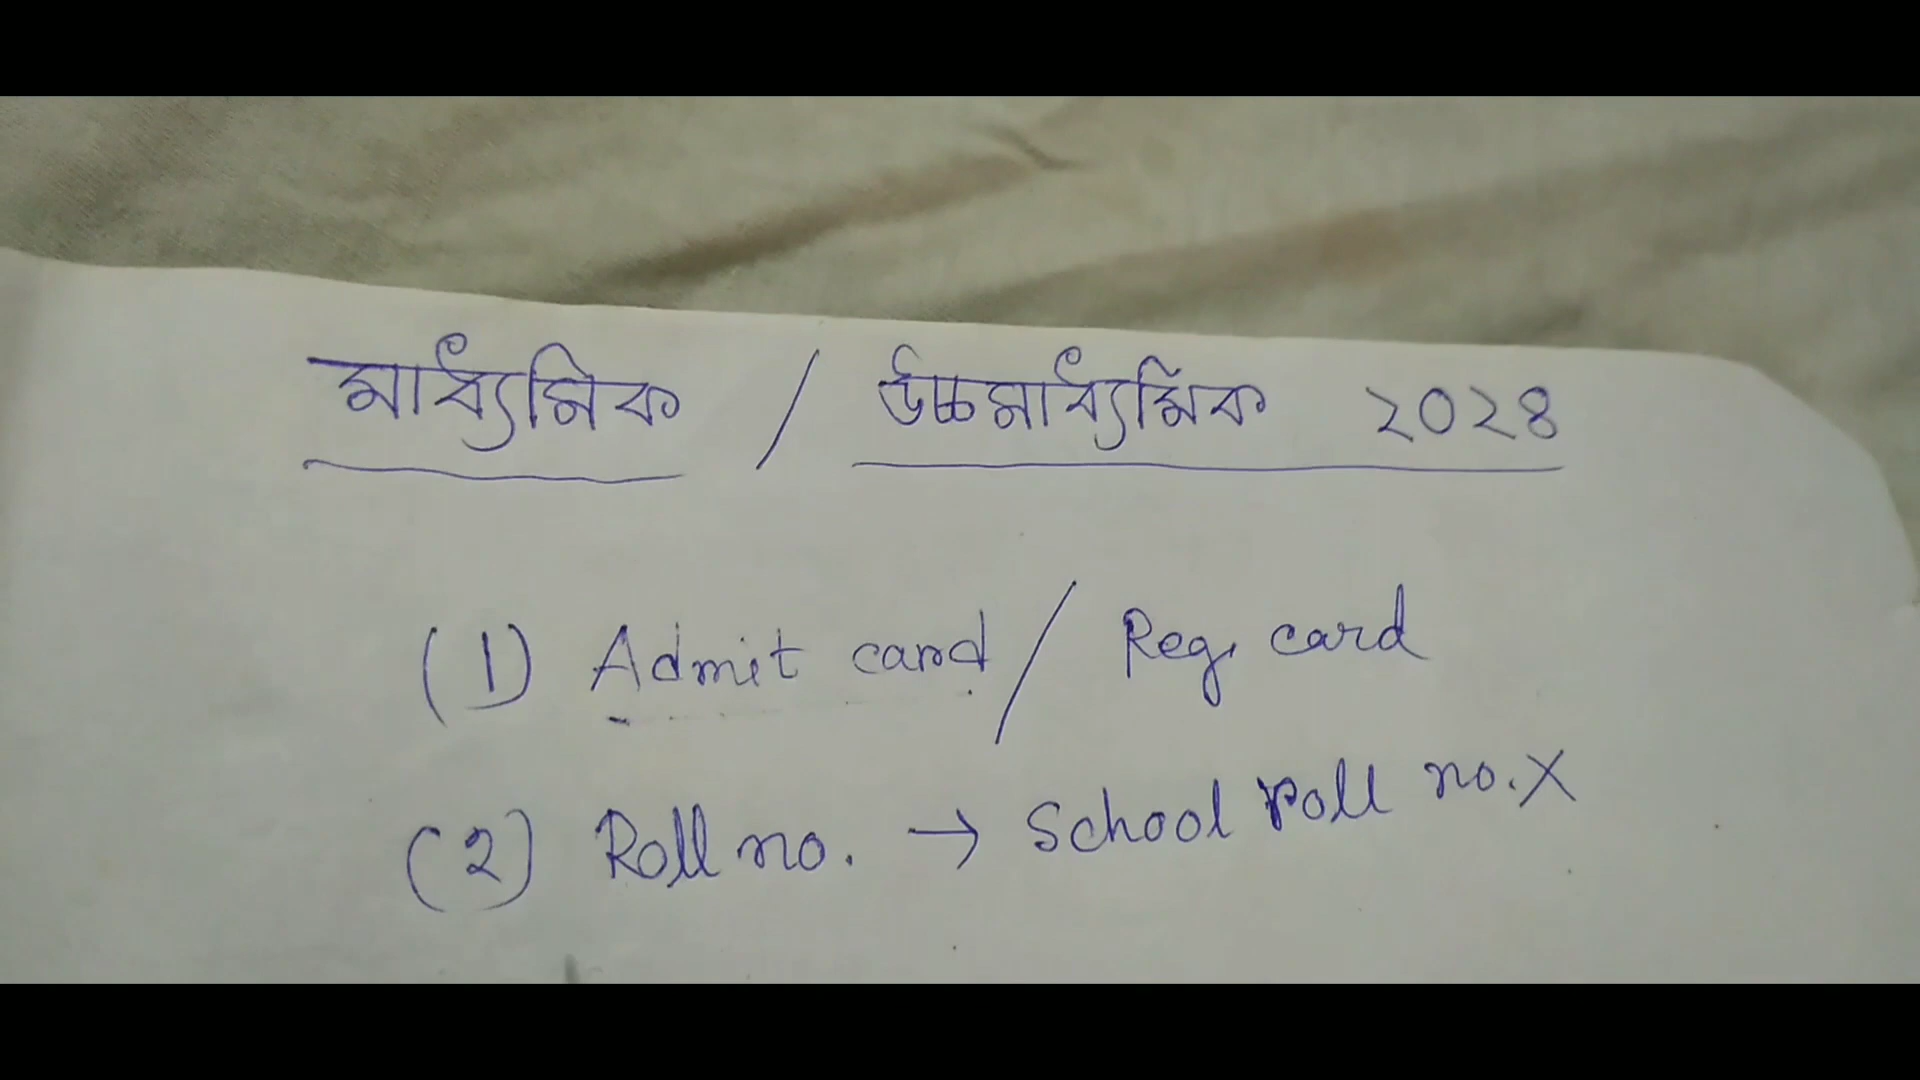 মাধ্যমিক / উচ্চমাধ্যমিক ২০২৪
(1) Admit card / Reg. card
(2) Roll no. → School roll no. X